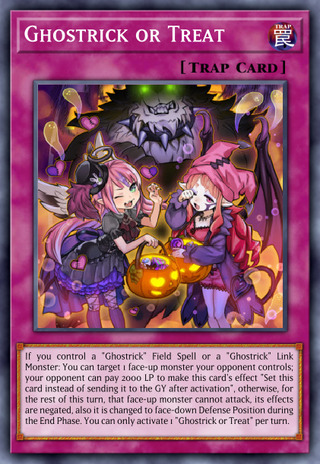 Ghostrick or Treat
TRAP
罠
[Trap Card]
If you control a "Ghostrick" Field Spell or a "Ghostrick" Link
Monster: You can target 1 face-up monster your opponent controls;
your opponent can pay 2000 LP to make this card's effect "Set this
card instead of sending it to the GY after activation", otherwise, for
the rest of this turn, that face-up monster cannot attack, its effects
are negated, also it is changed to face-down Defense Position during
the End Phase. You can only activate 1 "Ghostrick or Treat" per turn.